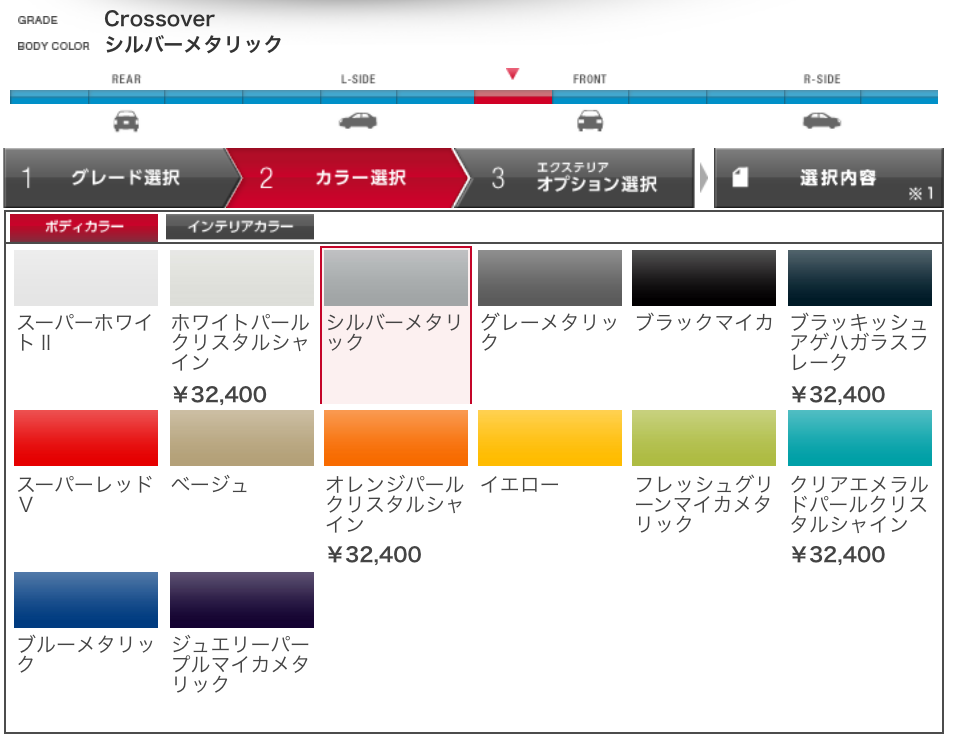 GRADE Crossover
BODY COLOR シルバーメタリック
REAR L-SIDE FRONT R-SIDE
1 グレード選択
2 カラー選択
3 エクステリア
オプション選択
選択内容
※1
ボディカラー インテリアカラー
スーパーホワイ
トⅡ
ホワイトパール
クリスタルシャ
イン
¥32,400
シルバーメタリ
ック
グレーメタリッ
ク
ブラックマイカ
ブラッキッシュ
アゲハガラスフ
レーク
¥32,400
スーパーレッド
Ⅴ
ベージュ
オレンジパール
クリスタルシャ
イン
¥32,400
イエロー
フレッシュグリ
ーンマイカメタ
リック
クリアエメラル
ドパールクリス
タルシャイン
¥32,400
ブルーメタリッ
ク
ジュエリーパー
プルマイカメタ
リック